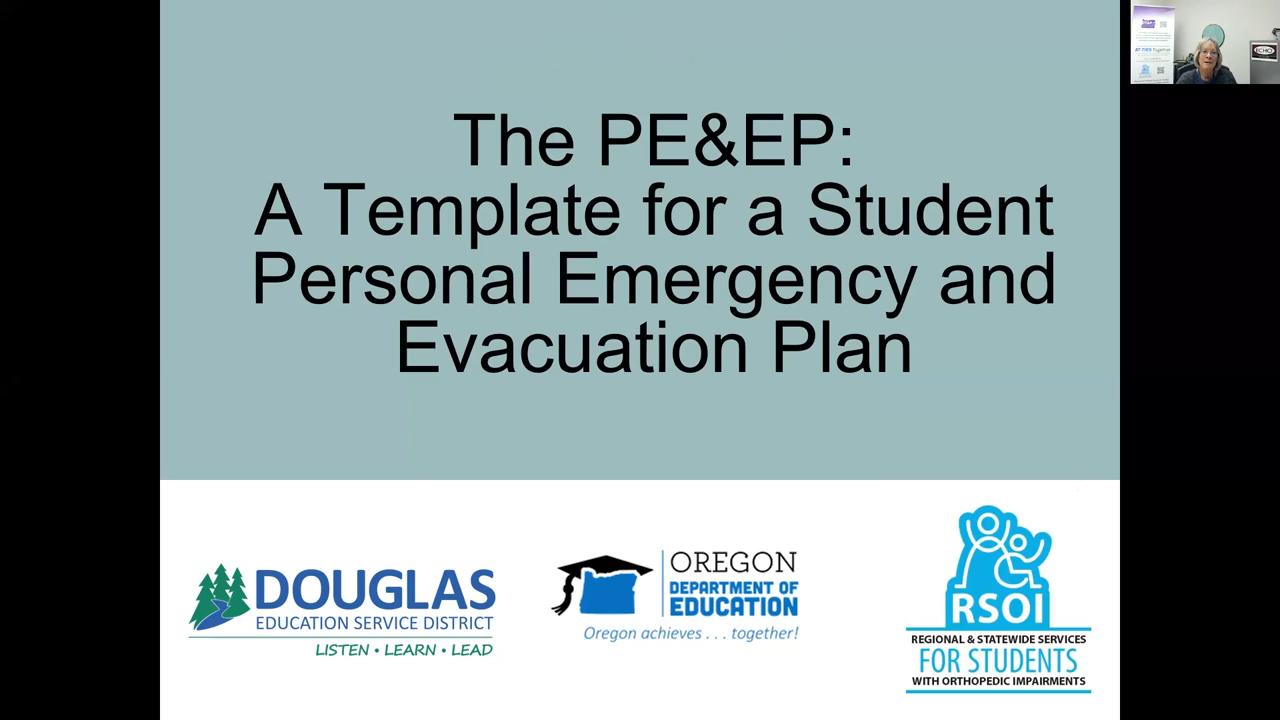 The PE&EP:
A Template for a Student
Personal Emergency and
Evacuation Plan
DOUGLAS
EDUCATION SERVICE DISTRICT
LISTEN • LEARN • LEAD
OREGON
DEPARTMENT OF
EDUCATION
Oregon achieves . . . together!
RSOI
REGIONAL & STATEWIDE SERVICES
FOR STUDENTS
WITH ORTHOPEDIC IMPAIRMENTS
ECHO